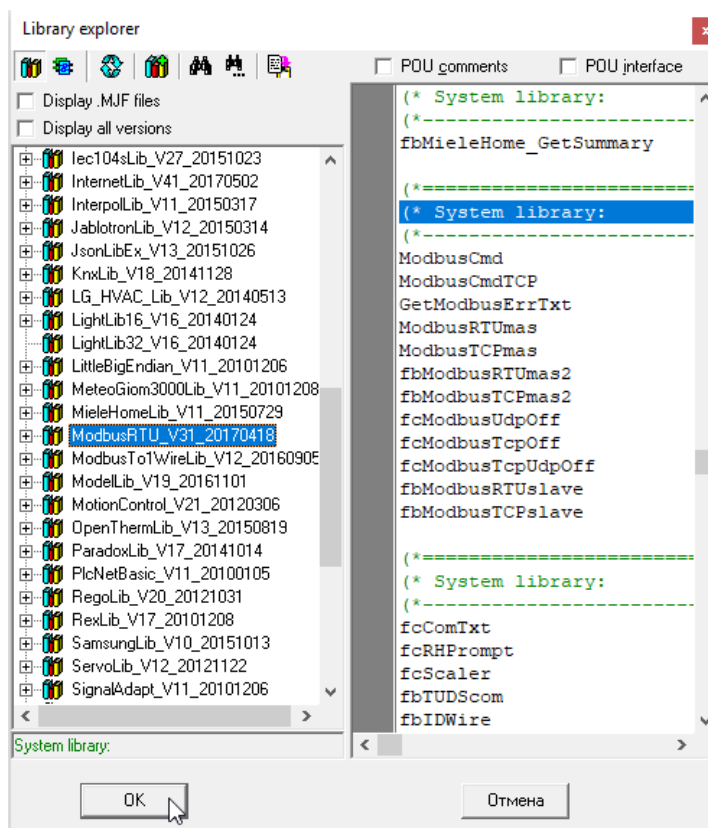 Library explorer
x
POU comments
POU interface
Display .MJF files
Display all versions
Iec104sLib_V27_20151023
InternetLib_V41_20170502
InterpolLib_V11_20150317
JablotronLib_V12_20150314
JsonLibEx_V13_20151026
KnxLib_V18_20141128
LG_HVAC_Lib_V12_20140513
LightLib16_V16_20140124
LightLib32_V16_20140124
LittleBigEndian_V11_20101206
MeteoGiom3000Lib_V11_20101208
MieleHomeLib_V11_20150729
ModbusRTU_V31_20170418
ModbusTo1WireLib_V12_20160905
ModelLib_V19_20161101
MotionControl_V21_20120306
OpenThermLib_V13_20150819
ParadoxLib_V17_20141014
PlcNetBasic_V11_20100105
RegoLib_V20_20121031
RexLib_V17_20101208
SamsungLib_V10_20151013
ServoLib_V12_20121122
SignalAdapt_V11_20101206
System library:
(* System library:
(*-------------------------
fbMieleHome_GetSummary
(*=========================
(* System library:
(*-------------------------
ModbusCmd
ModbusCmdTCP
GetModbusErrTxt
ModbusRTUmas
ModbusTCPmas
fbModbusRTUmas2
fbModbusTCPmas2
fcModbusUdpOff
fcModbusTcpOff
fcModbusTcpUdpOff
fbModbusRTUslave
fbModbusTCPslave
(*=========================
(* System library:
(*-------------------------
fcComTxt
fcRHPrompt
fcScaler
fbTUDScom
fbIDWire
OK
Отмена